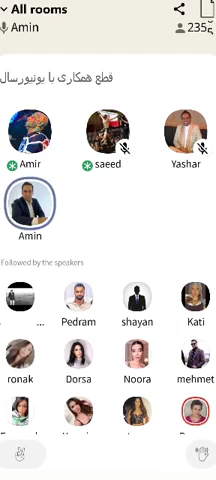 All rooms
Amin
235
قطع همکاری با یونیورسال
Amir
saeed
Yashar
Amin
Followed by the speakers
...
Pedram
shayan
Kati
ronak
Dorsa
Noora
mehmet